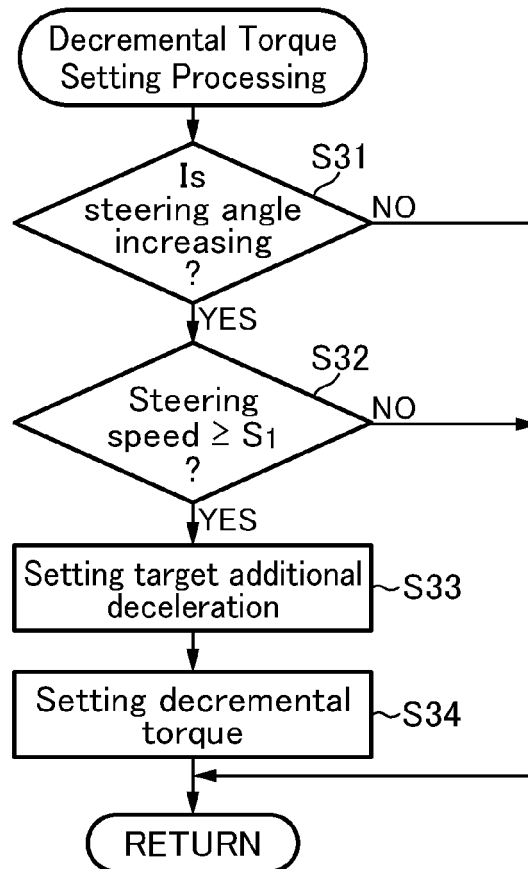 Decremental Torque
Setting Processing
S31
Is
steering angle
increasing
?
NO
YES
S32
Steering
speed ≥ S1
?
NO
YES
Setting target additional
deceleration
S33
Setting decremental
torque
S34
RETURN